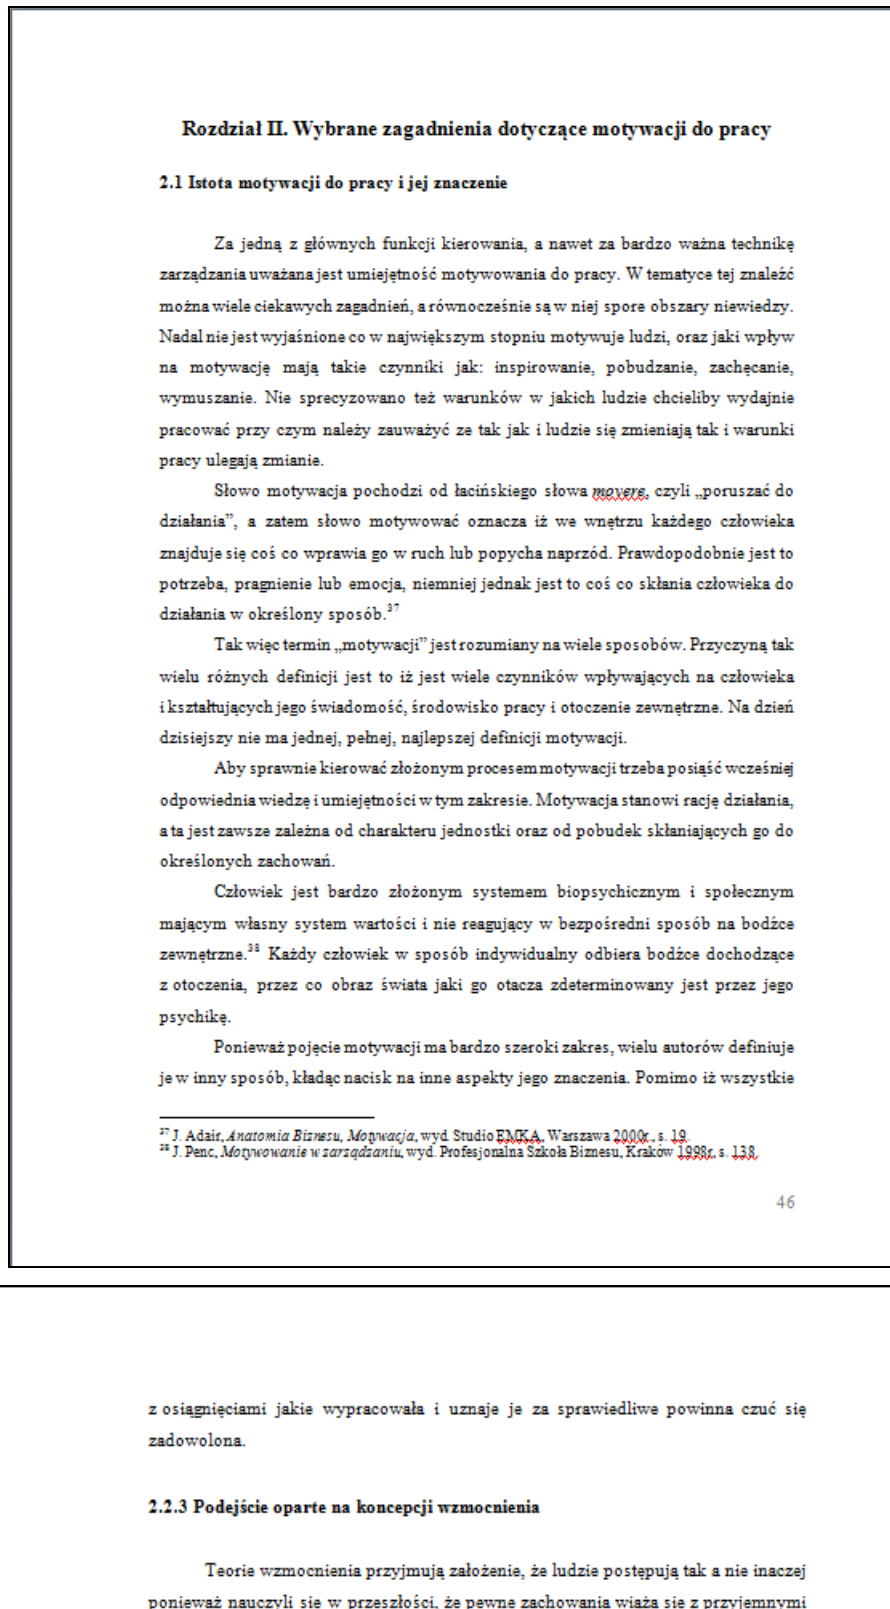 Rozdział II. Wybrane zagadnienia dotyczące motywacji do pracy
2.1 Istota motywacji do pracy i jej znaczenie
Za jedną z głównych funkcji kierowania, a nawet za bardzo ważna technikę
zarządzania uważana jest umiejętność motywowania do pracy. W tematyce tej znaleźć
można wiele ciekawych zagadnień, a równocześnie są w niej spore obszary niewiedzy.
Nadal nie jest wyjaśnione co w największym stopniu motywuje ludzi, oraz jaki wpływ
na motywację mają takie czynniki jak: inspirowanie, pobudzanie, zachęcanie,
wymuszanie. Nie sprecyzowano też warunków w jakich ludzie chcieliby wydajnie
pracować przy czym należy zauważyć ze tak jak i ludzie się zmieniają tak i warunki
pracy ulegają zmianie.
Słowo motywacja pochodzi od łacińskiego słowa movere, czyli „poruszać do
działania”, a zatem słowo motywować oznacza iż we wnętrzu każdego człowieka
znajduje się coś co wprawia go w ruch lub popycha naprzód. Prawdopodobnie jest to
potrzeba, pragnienie lub emocja, niemniej jednak jest to coś co skłania człowieka do
działania w określony sposób.37
Tak więc termin „motywacji” jest rozumiany na wiele sposobów. Przyczyną tak
wielu różnych definicji jest to iż jest wiele czynników wpływających na człowieka
i kształtujących jego świadomość, środowisko pracy i otoczenie zewnętrzne. Na dzień
dzisiejszy nie ma jednej, pełnej, najlepszej definicji motywacji.
Aby sprawnie kierować złożonym procesem motywacji trzeba posiąść wcześniej
odpowiednia wiedzę i umiejętności w tym zakresie. Motywacja stanowi rację działania,
a ta jest zawsze zależna od charakteru jednostki oraz od pobudek skłaniających go do
określonych zachowań.
Człowiek jest bardzo złożonym systemem biopsychicznym i społecznym
mającym własny system wartości i nie reagujący w bezpośredni sposób na bodźce
zewnętrzne.38 Każdy człowiek w sposób indywidualny odbiera bodźce dochodzące
z otoczenia, przez co obraz świata jaki go otacza zdeterminowany jest przez jego
psychikę.
Ponieważ pojęcie motywacji ma bardzo szeroki zakres, wielu autorów definiuje
je w inny sposób, kładąc nacisk na inne aspekty jego znaczenia. Pomimo iż wszystkie
37 J. Adair, Anatomia Biznesu, Motywacja, wyd. Studio EMKA, Warszawa 2000r., s. 19.
38 J. Penc, Motywowanie w zarządzaniu, wyd. Profesjonalna Szkoła Biznesu, Kraków 1998r, s. 138.
46
z osiągnięciami jakie wypracowała i uznaje je za sprawiedliwe powinna czuć się
zadowolona.
2.2.3 Podejście oparte na koncepcji wzmocnienia
Teorie wzmocnienia przyjmują założenie, że ludzie postępują tak a nie inaczej
ponieważ nauczyli się w przeszłości, że pewne zachowania wiążą się z przyjemnymi